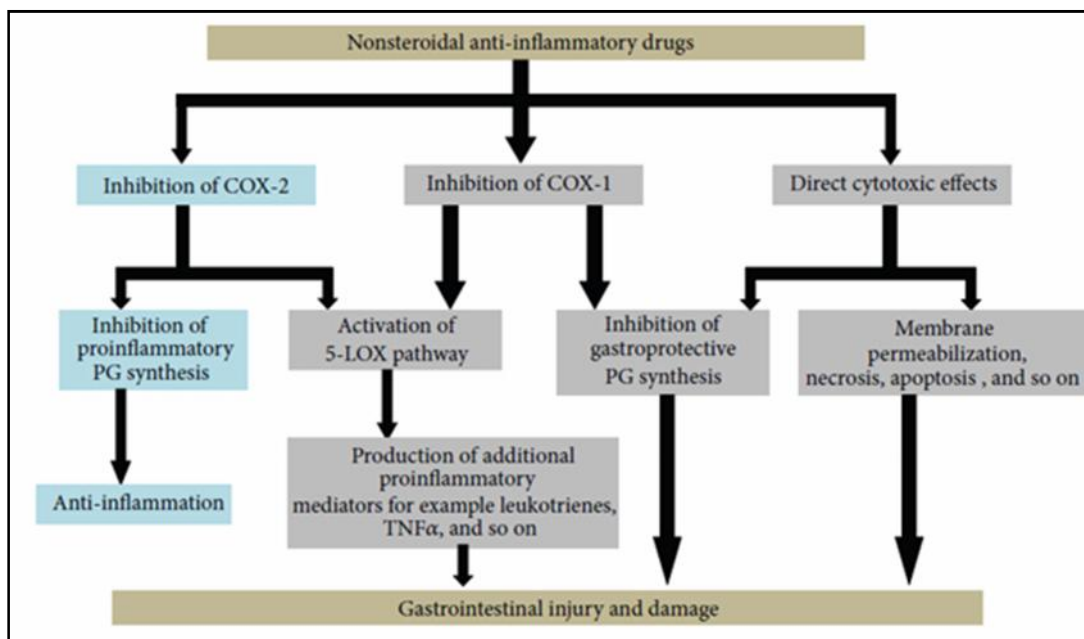 Nonsteroidal anti-inflammatory drugs
Inhibition of COX-2
Inhibition of COX-1
Direct cytotoxic effects
Inhibition of
proinflammatory
PG synthesis
Activation of
5-LOX pathway
Inhibition of
gastroprotective
PG synthesis
Membrane
permeabilization,
necrosis, apoptosis , and so on
Anti-inflammation
Production of additional
proinflammatory
mediators for example leukotrienes,
TNFα, and so on
Gastrointestinal injury and damage